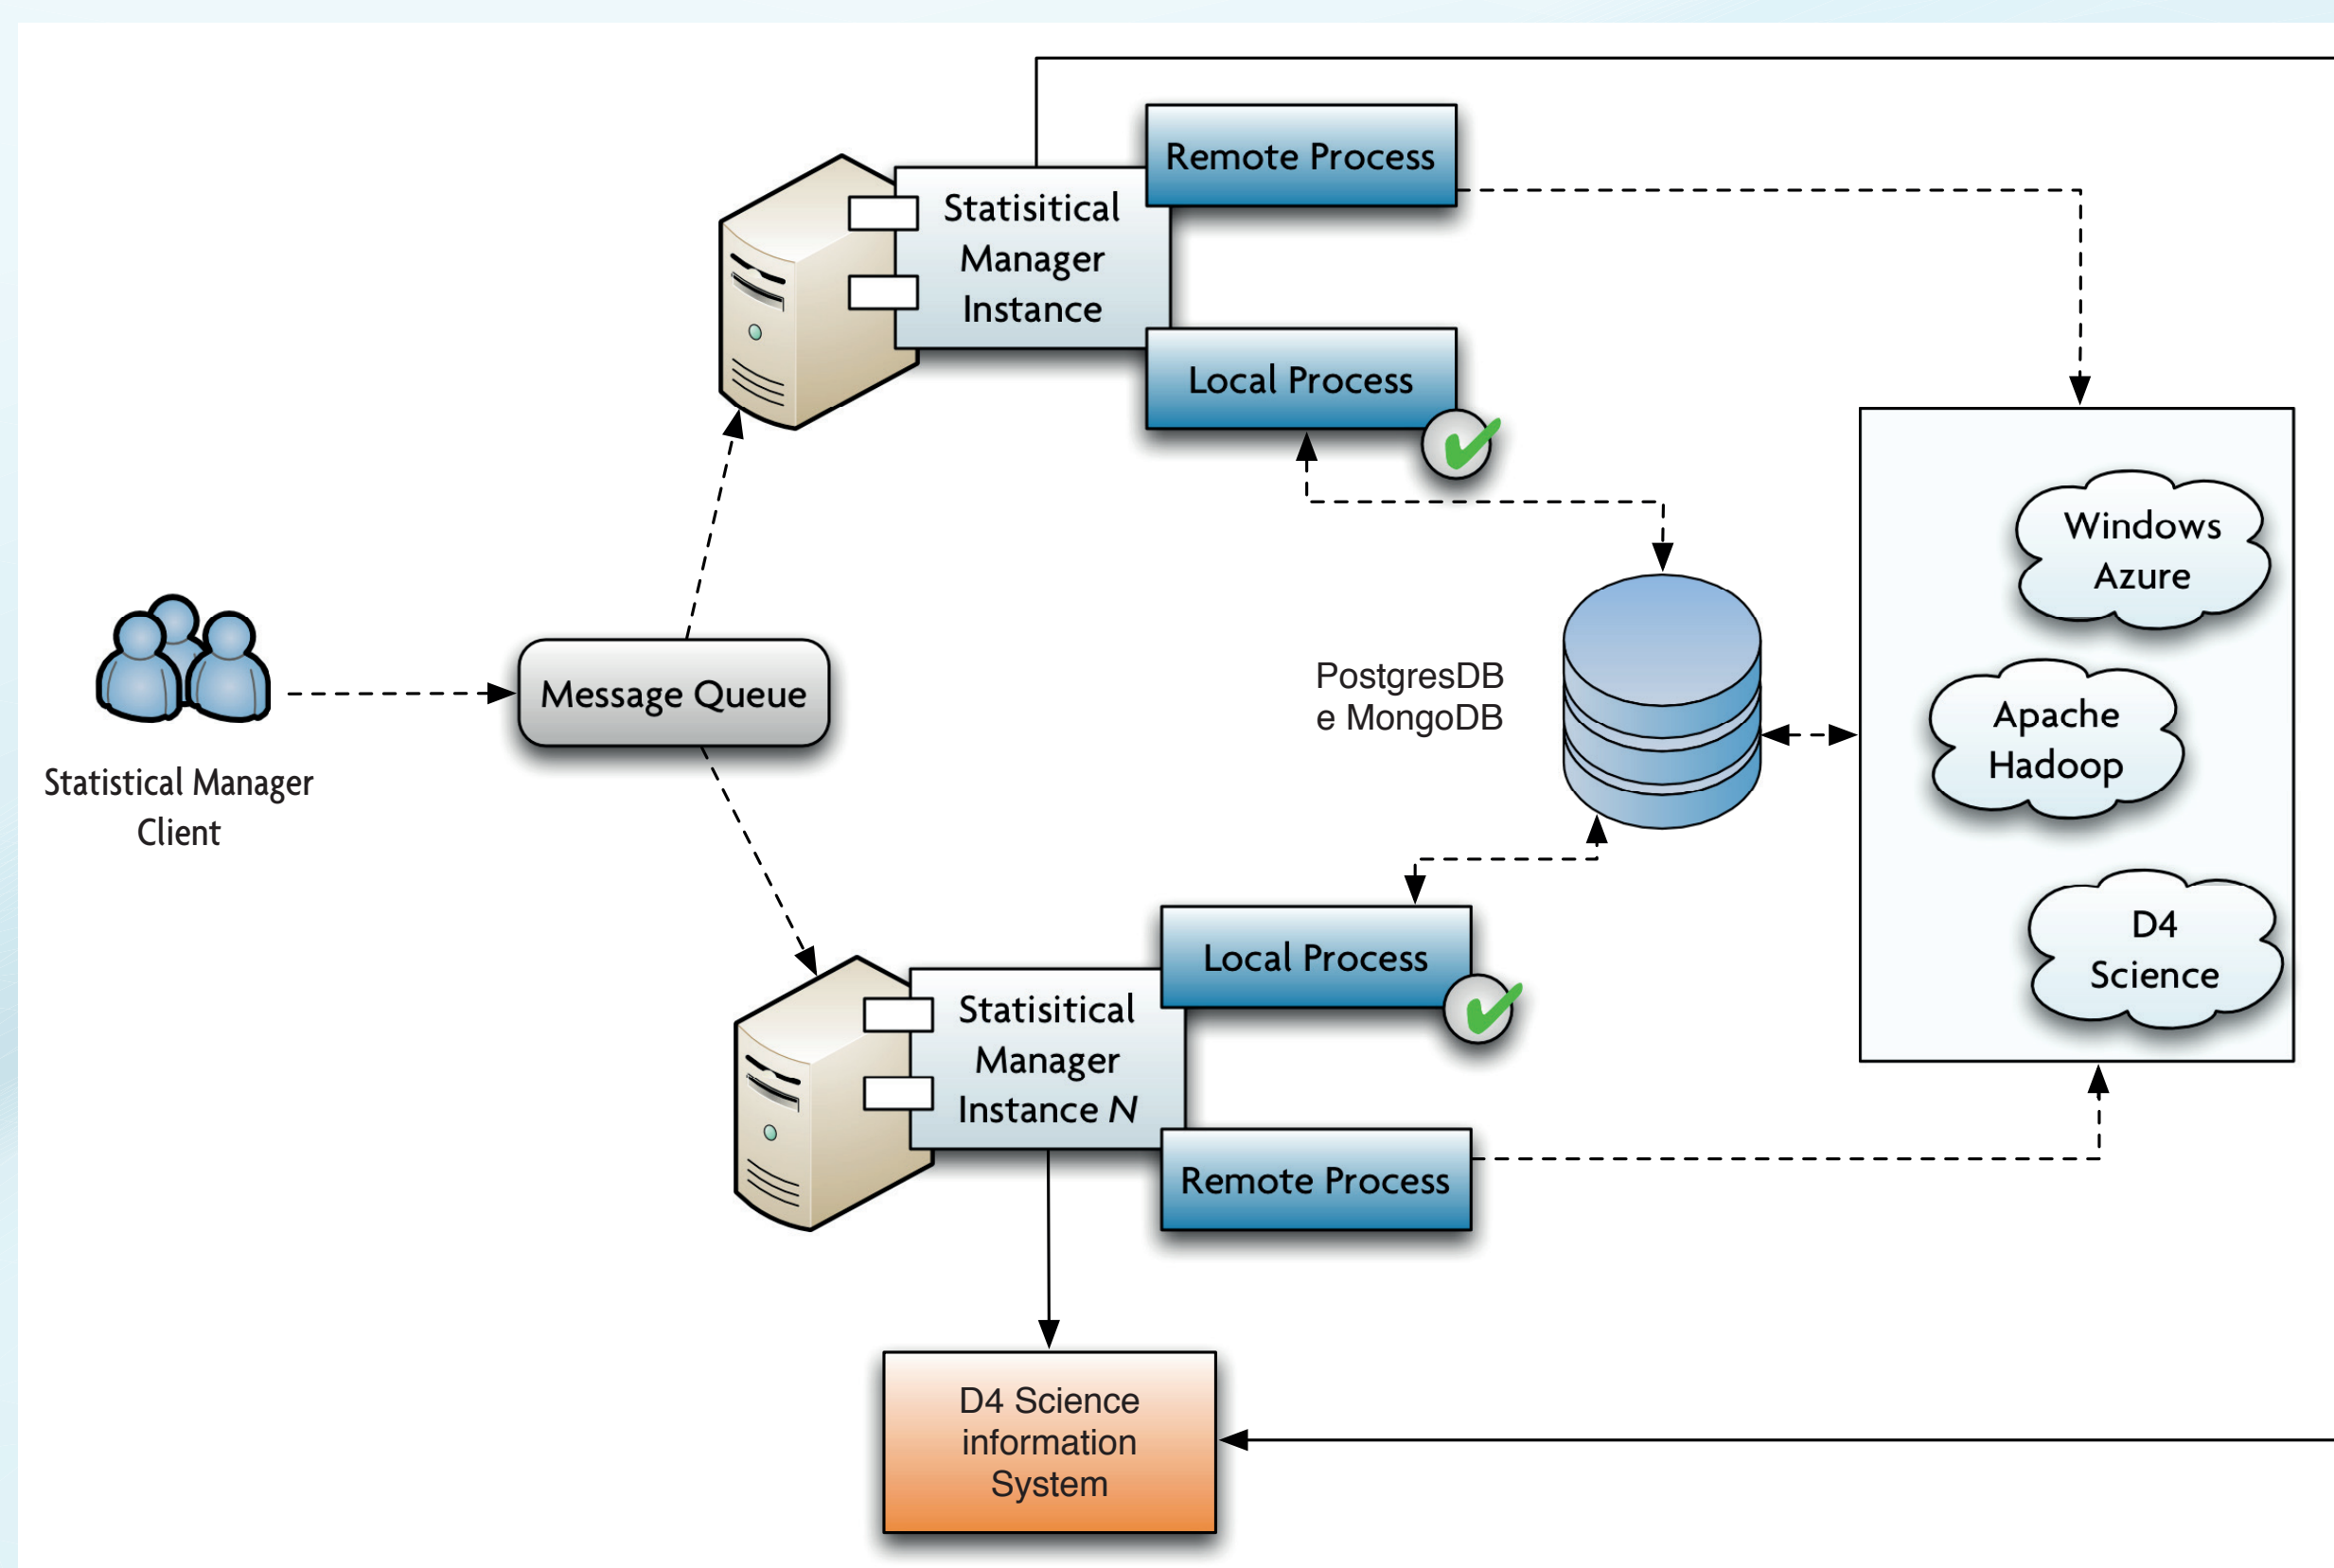 Remote Process
Statisitical
Manager
Instance
Local Process
Windows
Azure
Message Queue
PostgresDB
e MongoDB
Apache
Hadoop
Statistical Manager
Client
D4
Science
Local Process
Statisitical
Manager
Instance N
Remote Process
D4 Science
information
System